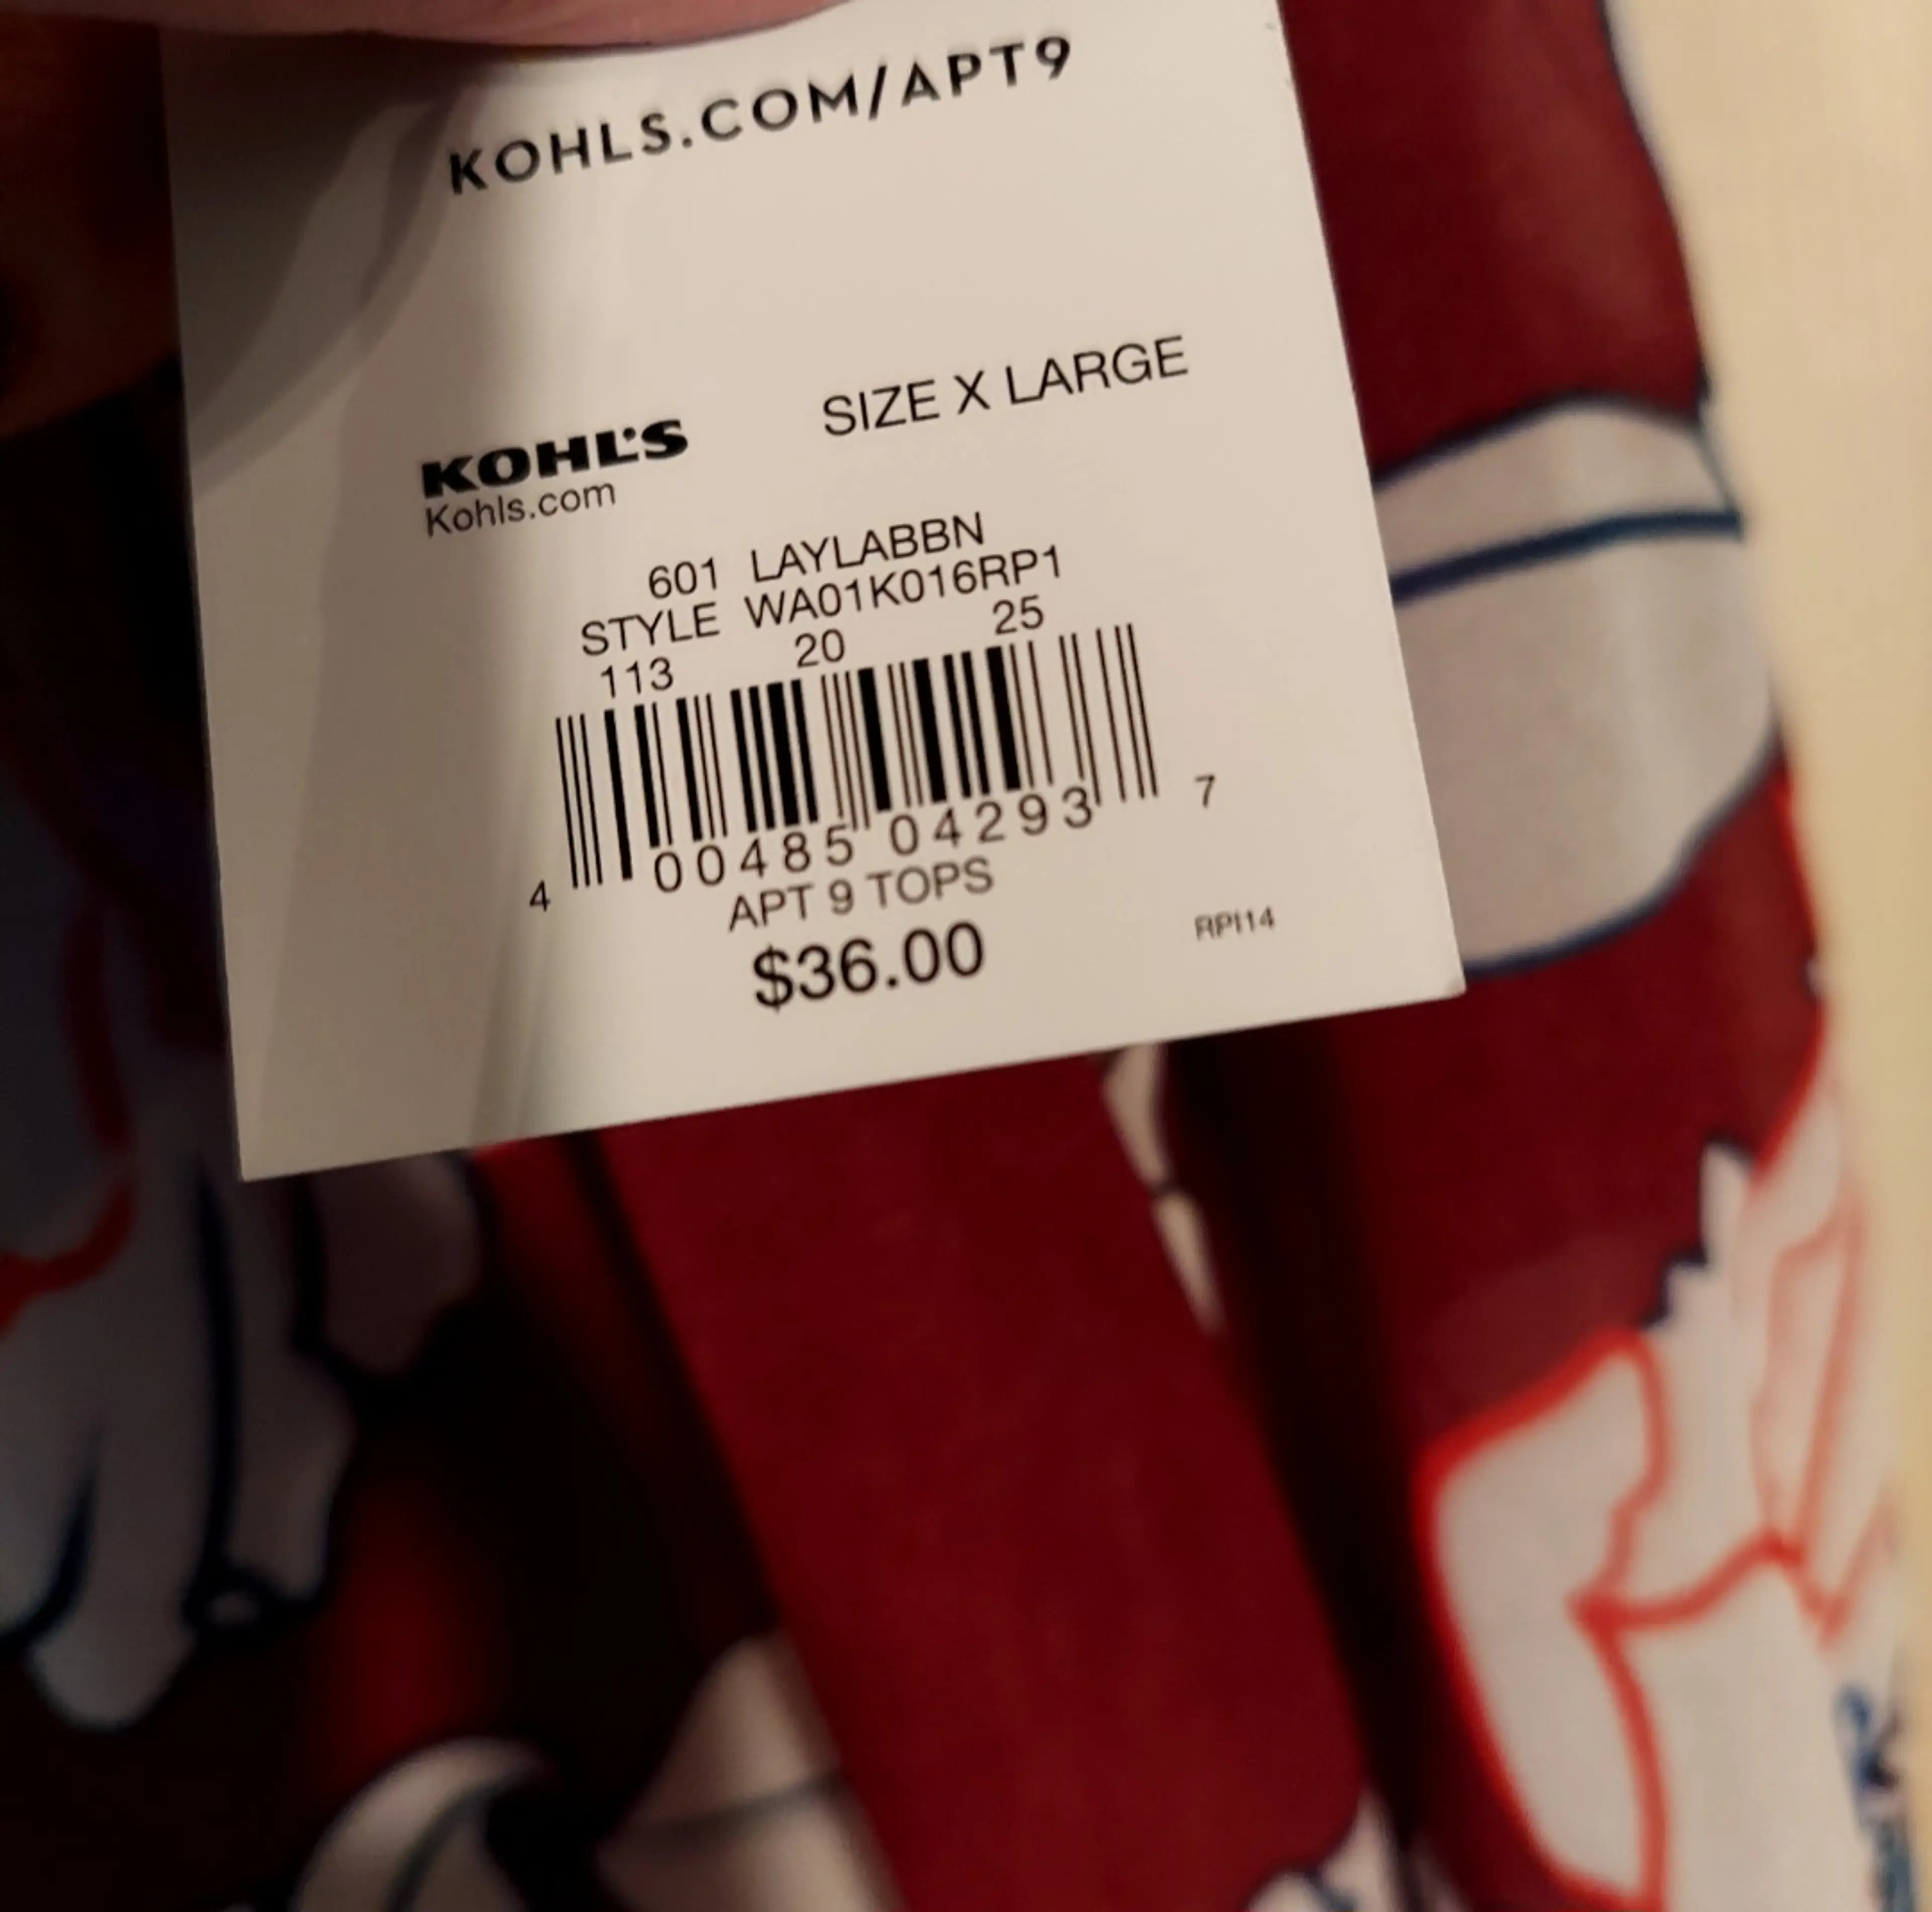 KOHLS.COM/APT9
SIZE X LARGE
KOHL'S
Kohls.com
601 LAYLABBN
STYLE WA01K016RP1
113 20 25
4 00485 04293 7
APT 9 TOPS
$36.00
RPI14